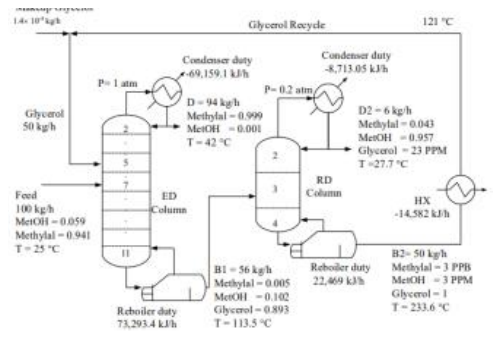 1.4× 10⁻⁴ kg/h
Glycerol Recycle
121 °C
Condenser duty
-69,159.1 kJ/h
P= 1 atm
D = 94 kg/h
Methylal = 0.999
MetOH = 0.001
T = 42 °C
Condenser duty
-8,713.05 kJ/h
P= 0.2 atm
D2 = 6 kg/h
Methylal = 0.043
MetOH = 0.957
Glycerol = 23 PPM
T =27.7 °C
Glycerol
50 kg/h
Feed
100 kg/h
MetOH = 0.059
Methylal = 0.941
T = 25 °C
2
5
7
11
ED
Column
2
3
4
RD
Column
HX
-14,582 kJ/h
B1 = 56 kg/h
Methylal = 0.005
MetOH = 0.102
Glycerol = 0.893
T = 113.5 °C
Reboiler duty
73,293.4 kJ/h
Reboiler duty
22,469 kJ/h
B2= 50 kg/h
Methylal = 3 PPB
MetOH = 3 PPM
Glycerol = 1
T = 233.6 °C